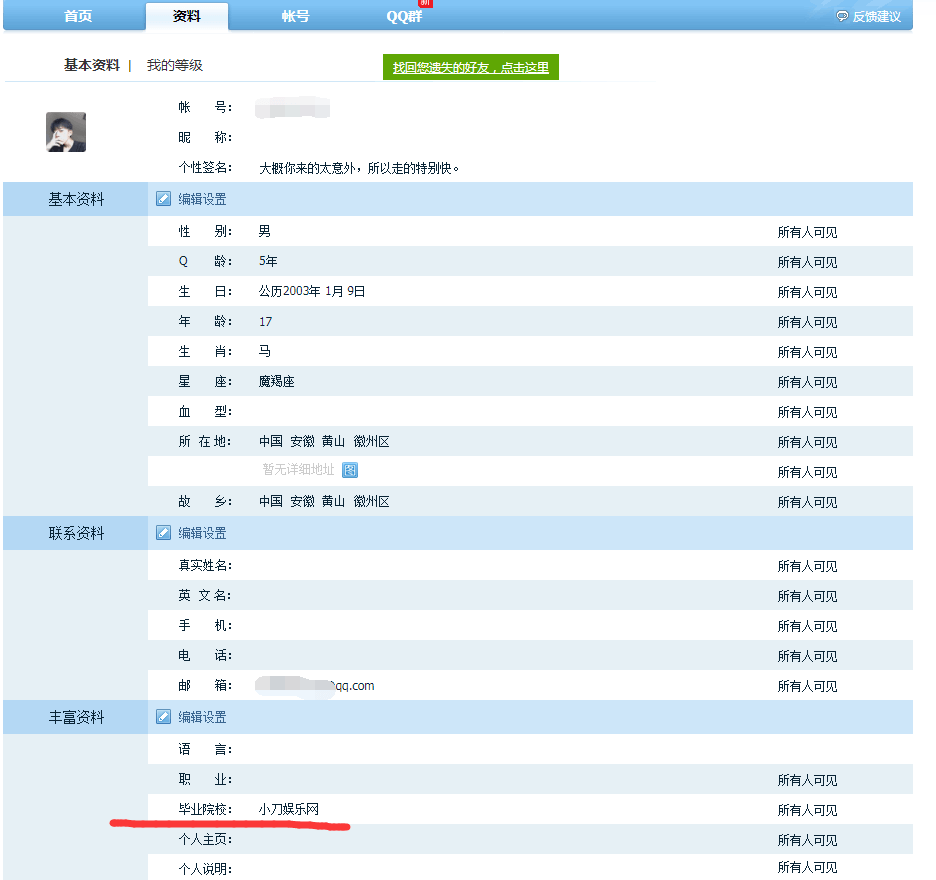 首页 资料 帐号 QQ群 反馈建议
基本资料 | 我的等级 找回您遗失的好友，点击这里
帐 号：
昵 称：
个性签名： 大概你来的太意外，所以走的特别快。
基本资料 编辑设置
性 别： 男 所有人可见
Q 龄： 5年 所有人可见
生 日： 公历2003年 1月 9日 所有人可见
年 龄： 17 所有人可见
生 肖： 马 所有人可见
星 座： 魔羯座 所有人可见
血 型： 所有人可见
所 在 地： 中国 安徽 黄山 徽州区 所有人可见
暂无详细地址 图 所有人可见
故 乡： 中国 安徽 黄山 徽州区 所有人可见
联系资料 编辑设置
真实姓名： 所有人可见
英 文 名： 所有人可见
手 机： 所有人可见
电 话： 所有人可见
邮 箱： @qq.com 所有人可见
丰富资料 编辑设置
语 言：
职 业： 所有人可见
毕业院校： 小刀娱乐网 所有人可见
个人主页： 所有人可见
个人说明： 所有人可见